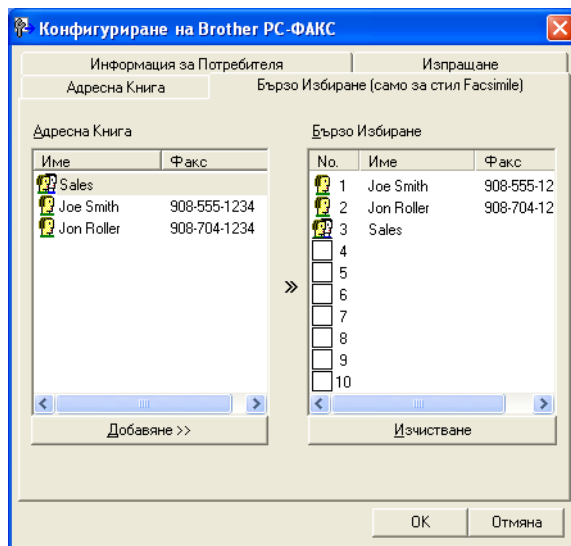 Конфигуриране на Brother PC-ФАКС
Информация за Потребителя Изпращане
Адресна Книга Бързо Избиране (само за стил Facsimile)
Адресна Книга Бързо Избиране
Име Факс No. Име Факс
Sales 1 Joe Smith 908-555-12
Joe Smith 908-555-1234 2 Jon Roller 908-704-12
Jon Roller 908-704-1234 3 Sales
4
5
»
6
7
8
9
10
Добавяне >> Изчистване
OK Отмяна